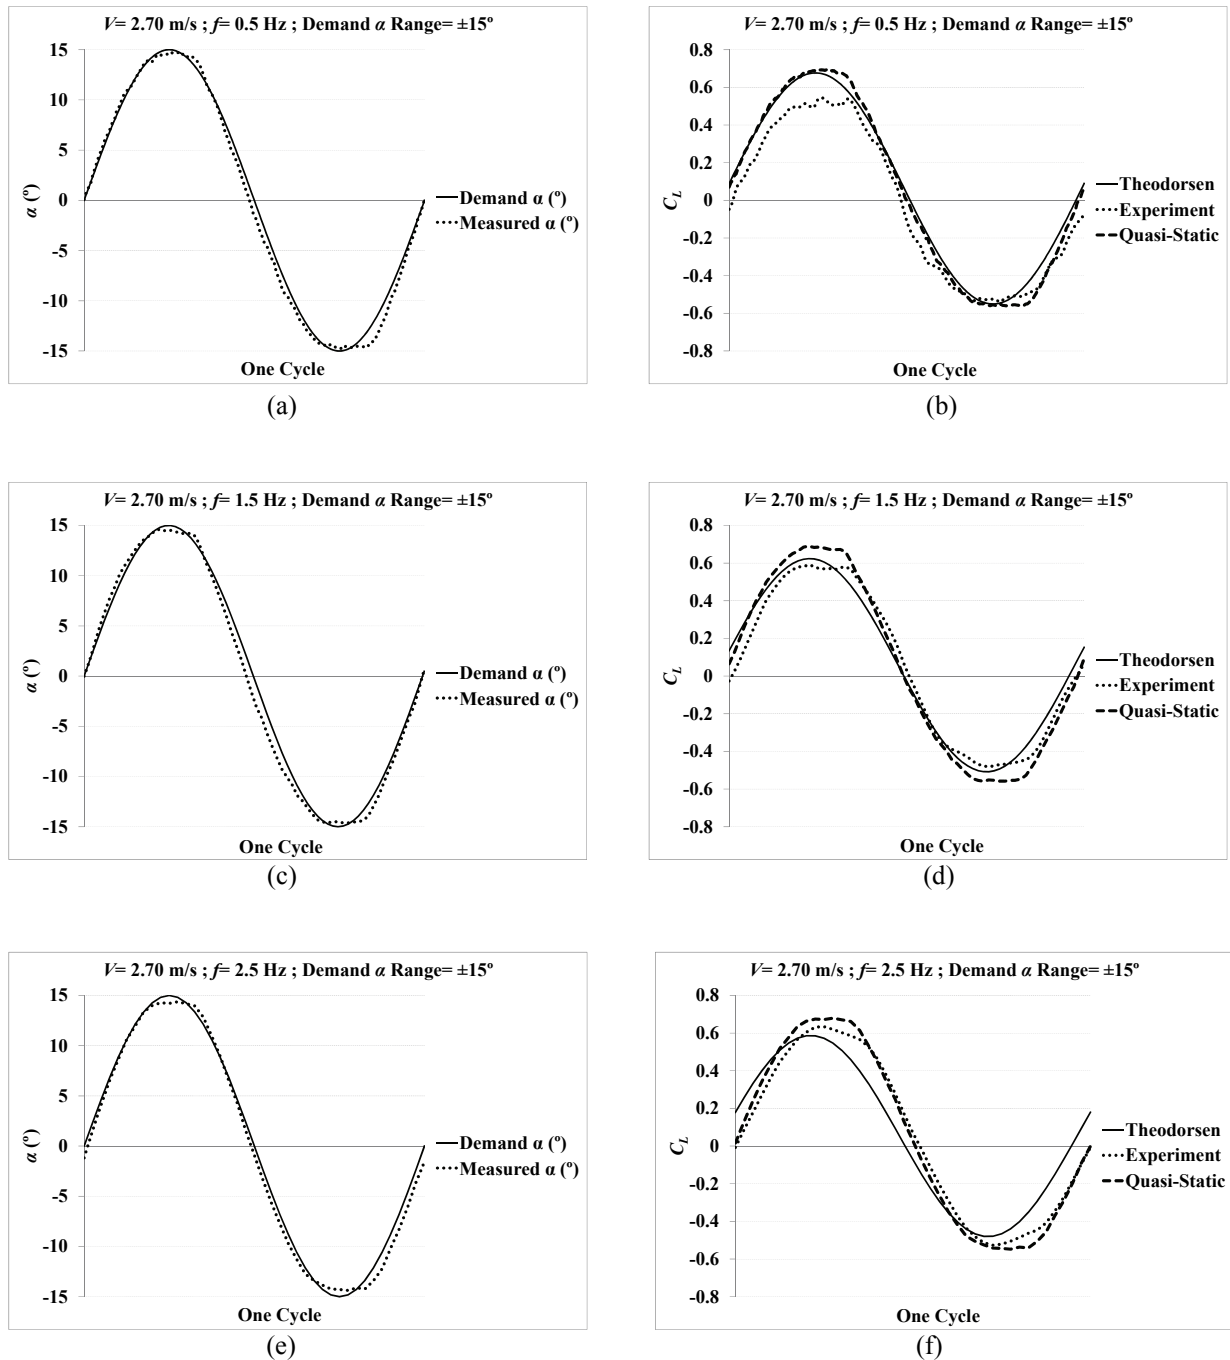 V= 2.70 m/s ; f= 0.5 Hz ; Demand α Range= ±15º
15
10
5
0
-5
-10
-15
α (º)
Demand α (º)
Measured α (º)
One Cycle
(a)
V= 2.70 m/s ; f= 0.5 Hz ; Demand α Range= ±15º
0.8
0.6
0.4
0.2
0
-0.2
-0.4
-0.6
-0.8
CL
Theodorsen
Experiment
Quasi-Static
One Cycle
(b)
V= 2.70 m/s ; f= 1.5 Hz ; Demand α Range= ±15º
15
10
5
0
-5
-10
-15
α (º)
Demand α (º)
Measured α (º)
One Cycle
(c)
V= 2.70 m/s ; f= 1.5 Hz ; Demand α Range= ±15º
0.8
0.6
0.4
0.2
0
-0.2
-0.4
-0.6
-0.8
CL
Theodorsen
Experiment
Quasi-Static
One Cycle
(d)
V= 2.70 m/s ; f= 2.5 Hz ; Demand α Range= ±15º
15
10
5
0
-5
-10
-15
α (º)
Demand α (º)
Measured α (º)
One Cycle
(e)
V= 2.70 m/s ; f= 2.5 Hz ; Demand α Range= ±15º
0.8
0.6
0.4
0.2
0
-0.2
-0.4
-0.6
-0.8
CL
Theodorsen
Experiment
Quasi-Static
One Cycle
(f)